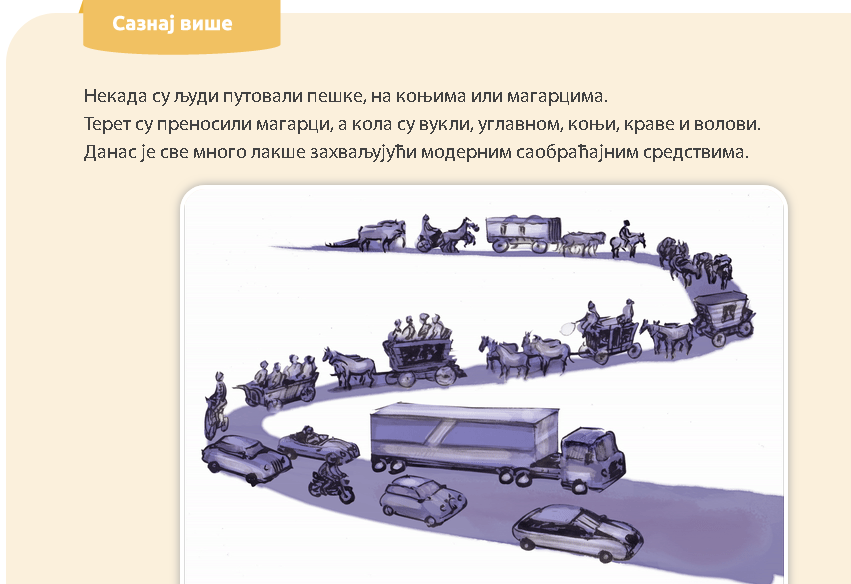 Сазнај више
Некада су људи путовали пешке, на коњима или магарцима.
Терет су преносили магарци, а кола су вукли, углавном, коњи, краве и волови.
Данас је све много лакше захваљујући модерним саобраћајним средствима.